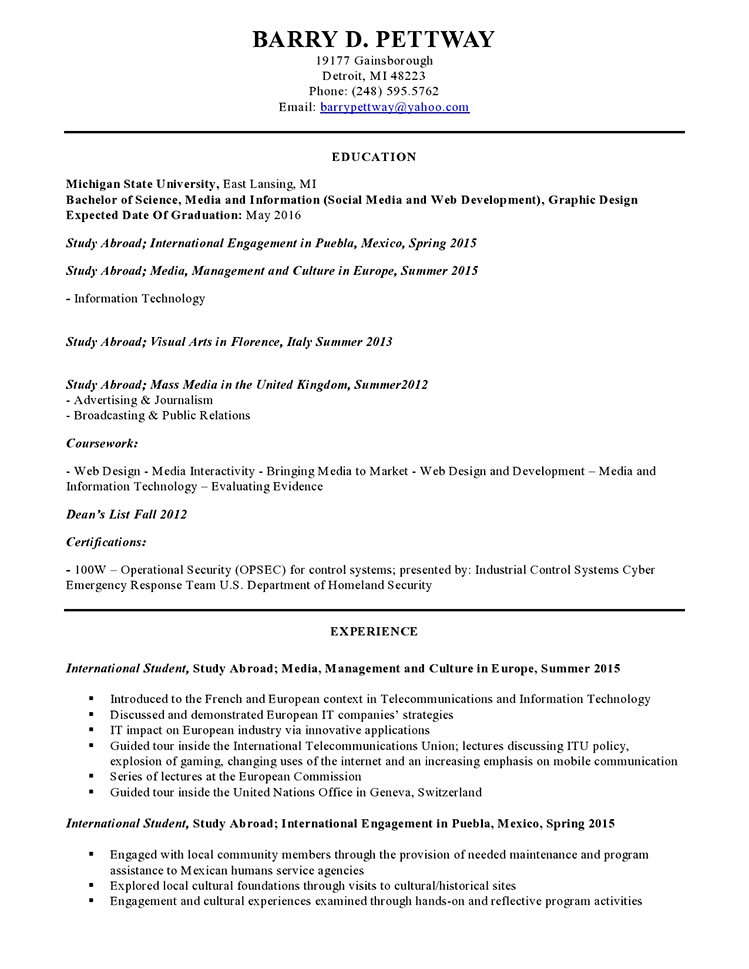 BARRY D. PETTWAY
19177 Gainsborough
Detroit, MI 48223
Phone: (248) 595.5762
Email: barrypettway@yahoo.com
EDUCATION
Michigan State University, East Lansing, MI
Bachelor of Science, Media and Information (Social Media and Web Development), Graphic Design
Expected Date Of Graduation: May 2016
Study Abroad; International Engagement in Puebla, Mexico, Spring 2015
Study Abroad; Media, Management and Culture in Europe, Summer 2015
- Information Technology
Study Abroad; Visual Arts in Florence, Italy Summer 2013
Study Abroad; Mass Media in the United Kingdom, Summer2012
- Advertising & Journalism
- Broadcasting & Public Relations
Coursework:
- Web Design - Media Interactivity - Bringing Media to Market - Web Design and Development – Media and
Information Technology – Evaluating Evidence
Dean's List Fall 2012
Certifications:
- 100W – Operational Security (OPSEC) for control systems; presented by: Industrial Control Systems Cyber
Emergency Response Team U.S. Department of Homeland Security
EXPERIENCE
International Student, Study Abroad; Media, Management and Culture in Europe, Summer 2015
▪ Introduced to the French and European context in Telecommunications and Information Technology
▪ Discussed and demonstrated European IT companies' strategies
▪ IT impact on European industry via innovative applications
▪ Guided tour inside the International Telecommunications Union; lectures discussing ITU policy,
explosion of gaming, changing uses of the internet and an increasing emphasis on mobile communication
▪ Series of lectures at the European Commission
▪ Guided tour inside the United Nations Office in Geneva, Switzerland
International Student, Study Abroad; International Engagement in Puebla, Mexico, Spring 2015
▪ Engaged with local community members through the provision of needed maintenance and program
assistance to Mexican humans service agencies
▪ Explored local cultural foundations through visits to cultural/historical sites
▪ Engagement and cultural experiences examined through hands-on and reflective program activities